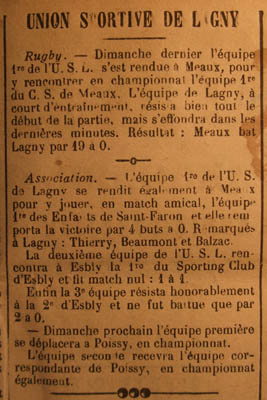 UNION SPORTIVE DE LAGNY
Rugby. — Dimanche dernier l'équipe
1re de l'U. S. L. s'est rendue à Meaux, pour
y rencontrer en championnat l'équipe 1re
du C. S. de Meaux. L'équipe de Lagny, à
court d'entraînement, résista bien tout le
début de la partie, mais s'effondra dans les
dernières minutes. Résultat : Meaux bat
Lagny par 19 à 0.
Association. — L'équipe 1re de l'U. S.
de Lagny se rendit également à Meaux
pour y jouer, en match amical, l'équipe
1re des Enfants de Saint-Faron et elle rem
porta la victoire par 4 buts a 0. Remarqués
à Lagny : Thierry, Beaumont et Balzac.
La deuxième équipe de l'U. S. L. ren-
contra à Esbly la 1re du Sporting Club
d'Esbly et fit match nul : 1 à 1.
Enfin la 3e équipe résista honorablement
à la 2e d'Esbly et ne fut battue que par
2 à 0.
— Dimanche prochain l'équipe première
se déplacera à Poissy, en championnat.
L'équipe seconde recevra l'équipe cor-
respondante de Poissy, en championnat
également.